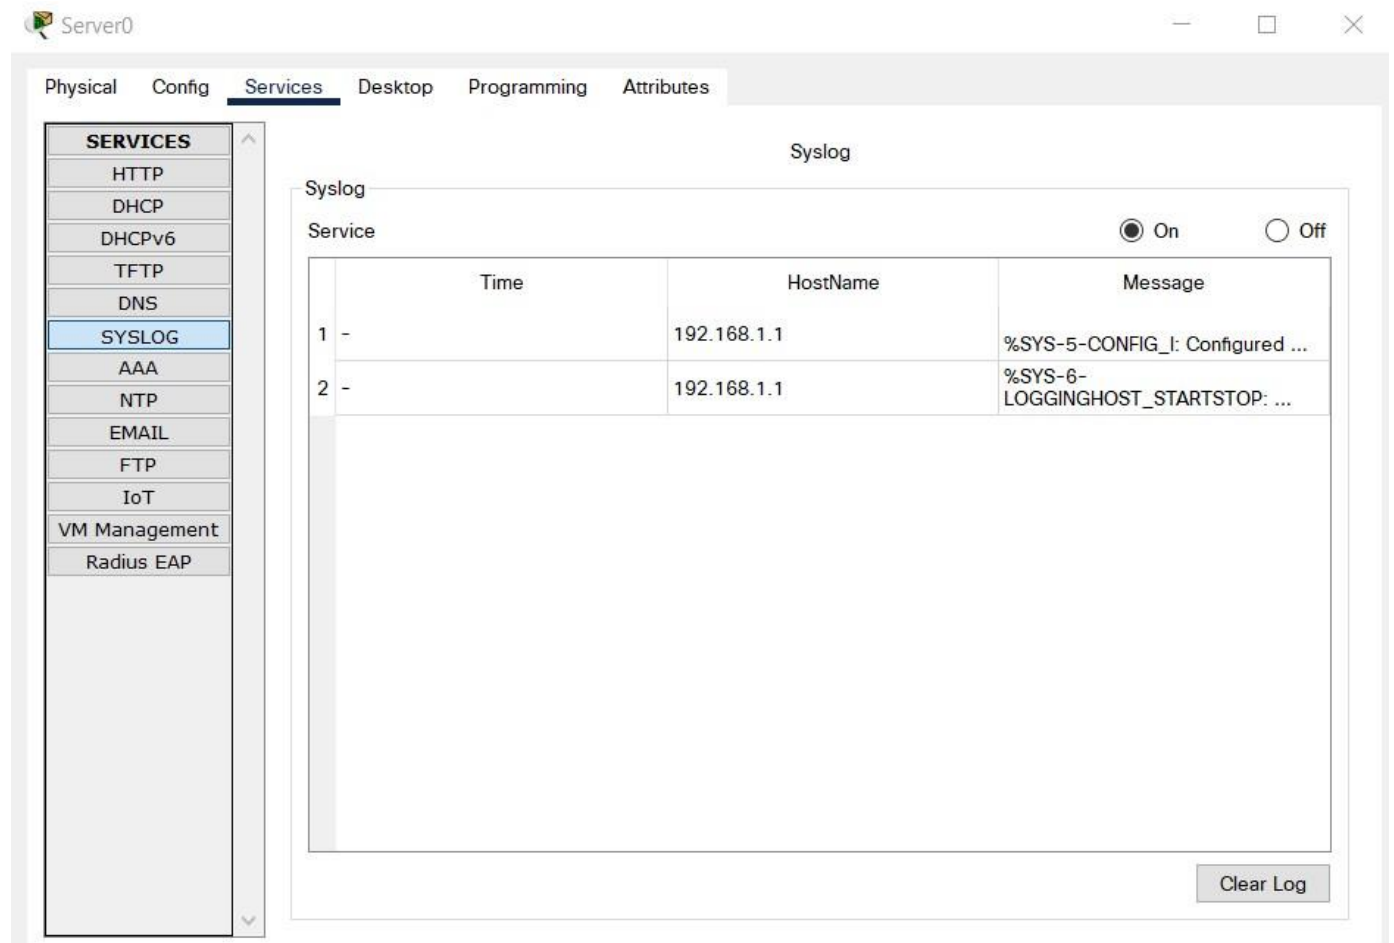 Server0
Physical Config Services Desktop Programming Attributes
SERVICES
HTTP
DHCP
DHCPv6
TFTP
DNS
SYSLOG
AAA
NTP
EMAIL
FTP
IoT
VM Management
Radius EAP
Syslog
Syslog
Service On Off
Time HostName Message
1 - 192.168.1.1 %SYS-5-CONFIG_I: Configured ...
2 - 192.168.1.1 %SYS-6-
LOGGINGHOST_STARTSTOP: ...
Clear Log